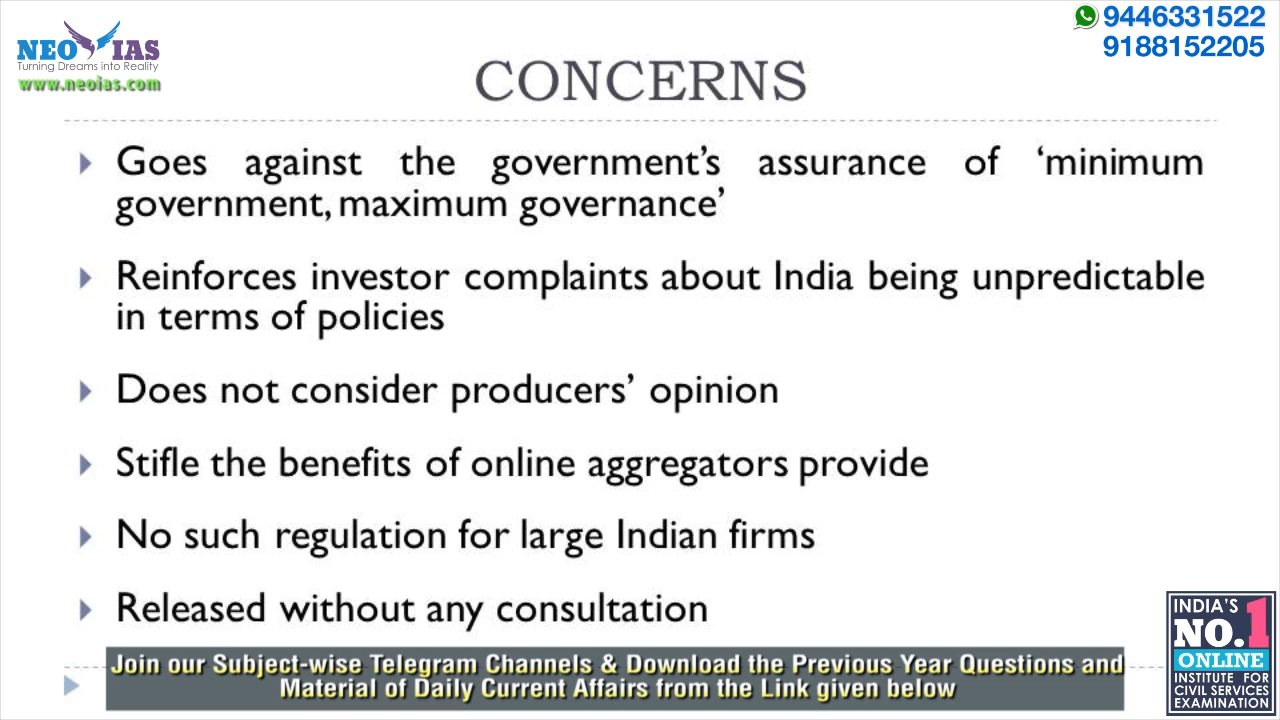 NEO IAS
Turning Dreams into Reality
www.neoias.com
9446331522
9188152205
CONCERNS
Goes against the government’s assurance of ‘minimum
government, maximum governance’
Reinforces investor complaints about India being unpredictable
in terms of policies
Does not consider producers’ opinion
Stifle the benefits of online aggregators provide
No such regulation for large Indian firms
Released without any consultation
Join our Subject-wise Telegram Channels & Download the Previous Year Questions and
Material of Daily Current Affairs from the Link given below
INDIA'S
NO.1
ONLINE
INSTITUTE FOR
CIVIL SERVICES
EXAMINATION